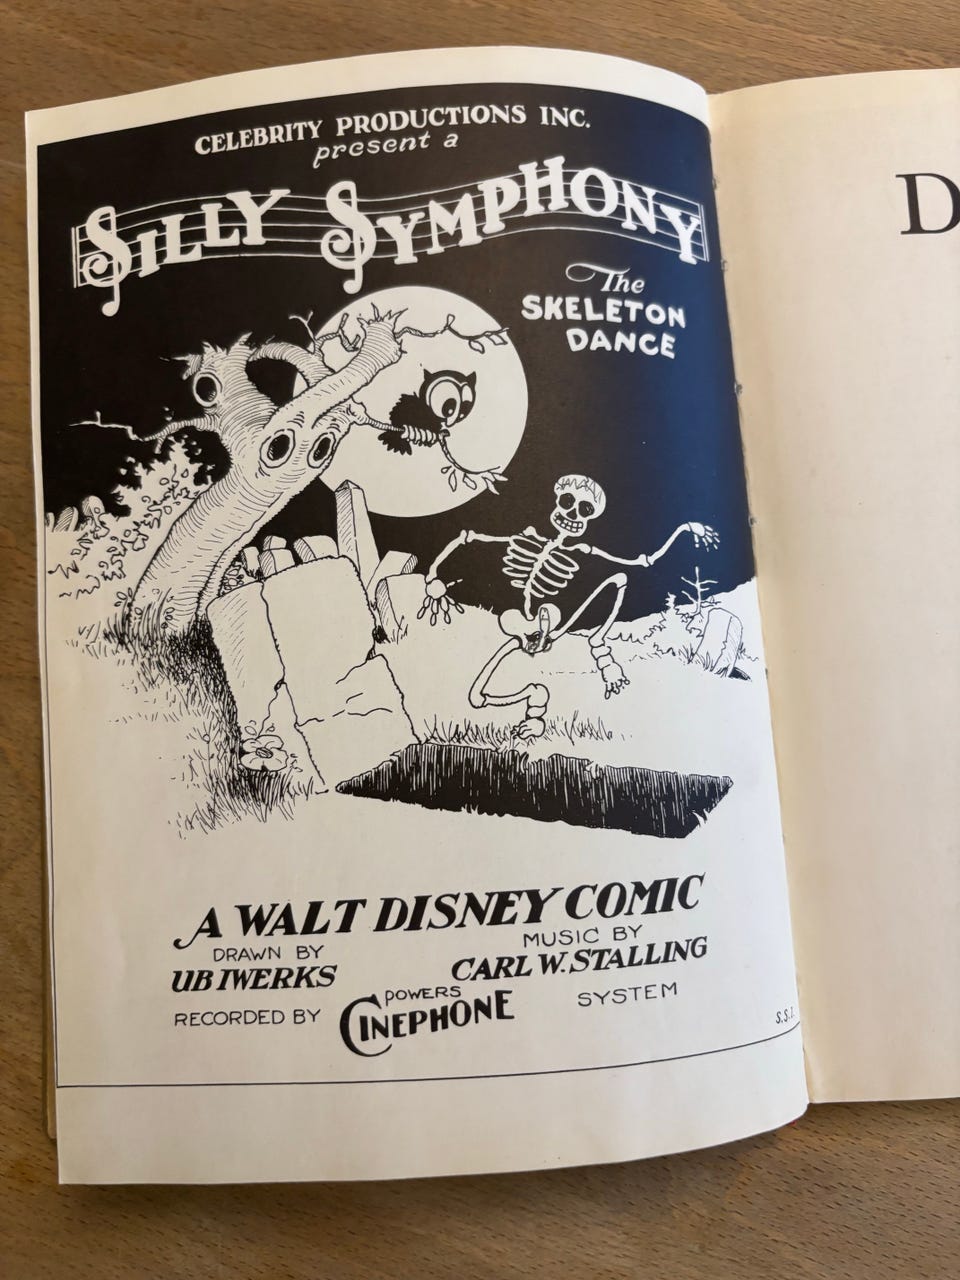 CELEBRITY PRODUCTIONS INC.
present a
SILLY SYMPHONY
The
SKELETON
DANCE
A WALT DISNEY COMIC
DRAWN BY
UB IWERKS
MUSIC BY
CARL W. STALLING
RECORDED BY POWERS CINEPHONE SYSTEM
S.S.1.
D